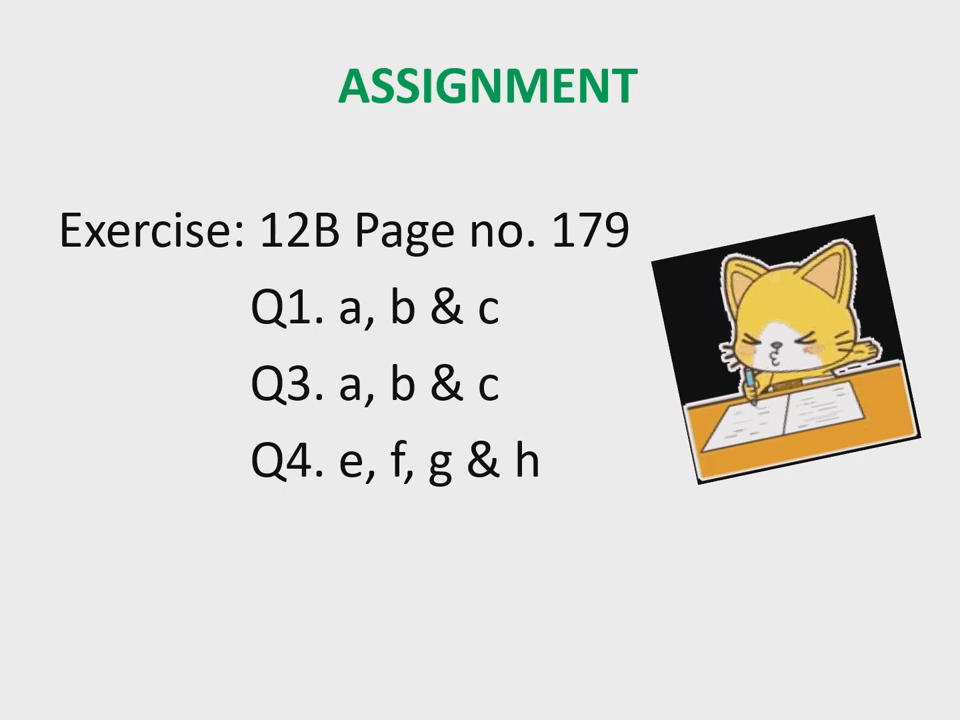 ASSIGNMENT
Exercise: 12B Page no. 179
Q1. a, b & c
Q3. a, b & c
Q4. e, f, g & h